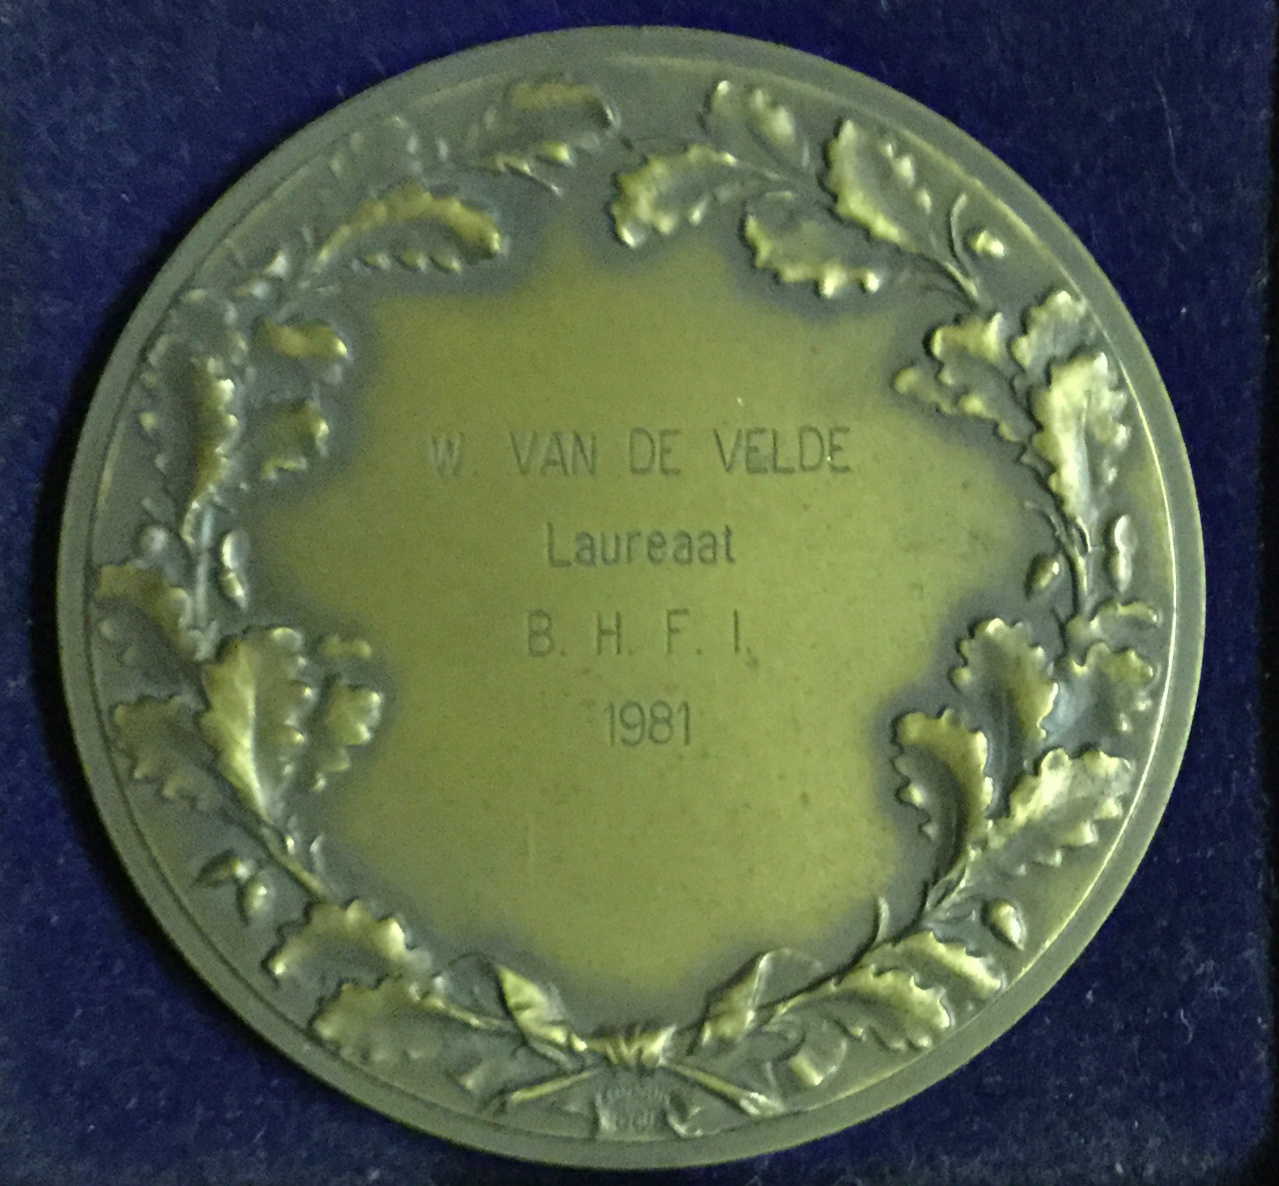 W. VAN DE VELDE
Laureaat
B. H. F. I.
1981